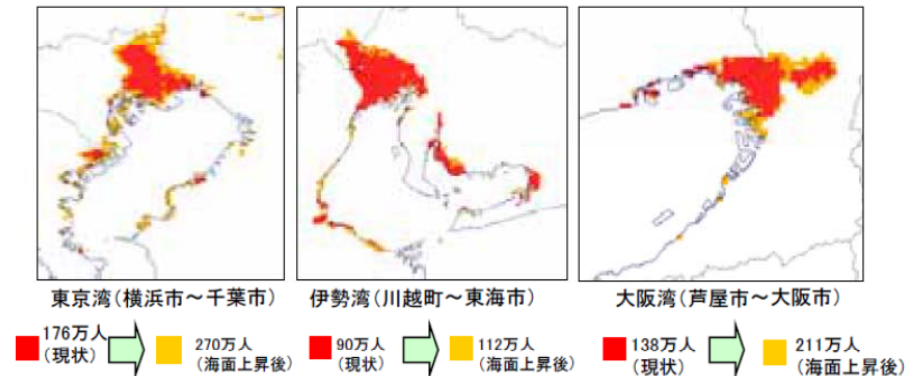 東京湾(横浜市～千葉市)
伊勢湾(川越町～東海市)
大阪湾(芦屋市～大阪市)
176万人
(現状)
270万人
(海面上昇後)
90万人
(現状)
112万人
(海面上昇後)
138万人
(現状)
211万人
(海面上昇後)